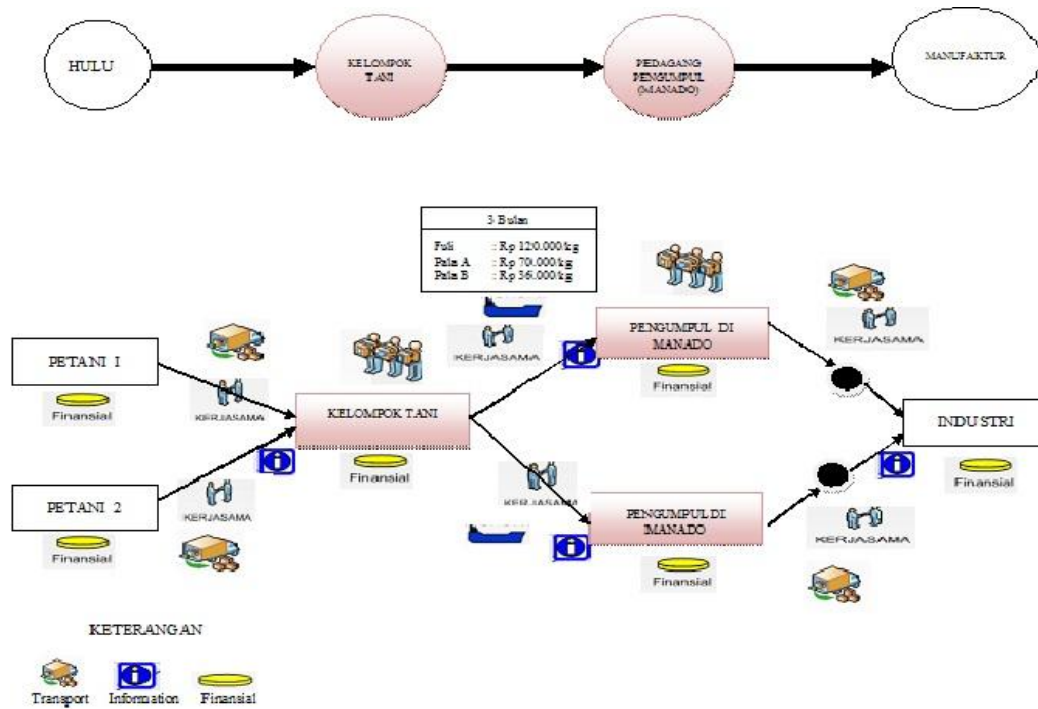 HULU
KELOMPOK
TANI
PEDAGANG
PENGUMPUL
(MANADO)
MANUFAKTUR
3 Bulan
Fuli : Rp 120.000/kg
Pala A : Rp 70.000/kg
Pala B : Rp 36.000/kg
PETANI 1
Finansial
KERJASAMA
KELOMPOK TANI
Finansial
KERJASAMA
PENGUMPUL DI
MANADO
Finansial
KERJASAMA
INDUSTRI
Finansial
PETANI 2
Finansial
KERJASAMA
KERJASAMA
PENGUMPUL DI
MANADO
Finansial
KERJASAMA
KETERANGAN
Transport
Information
Finansial